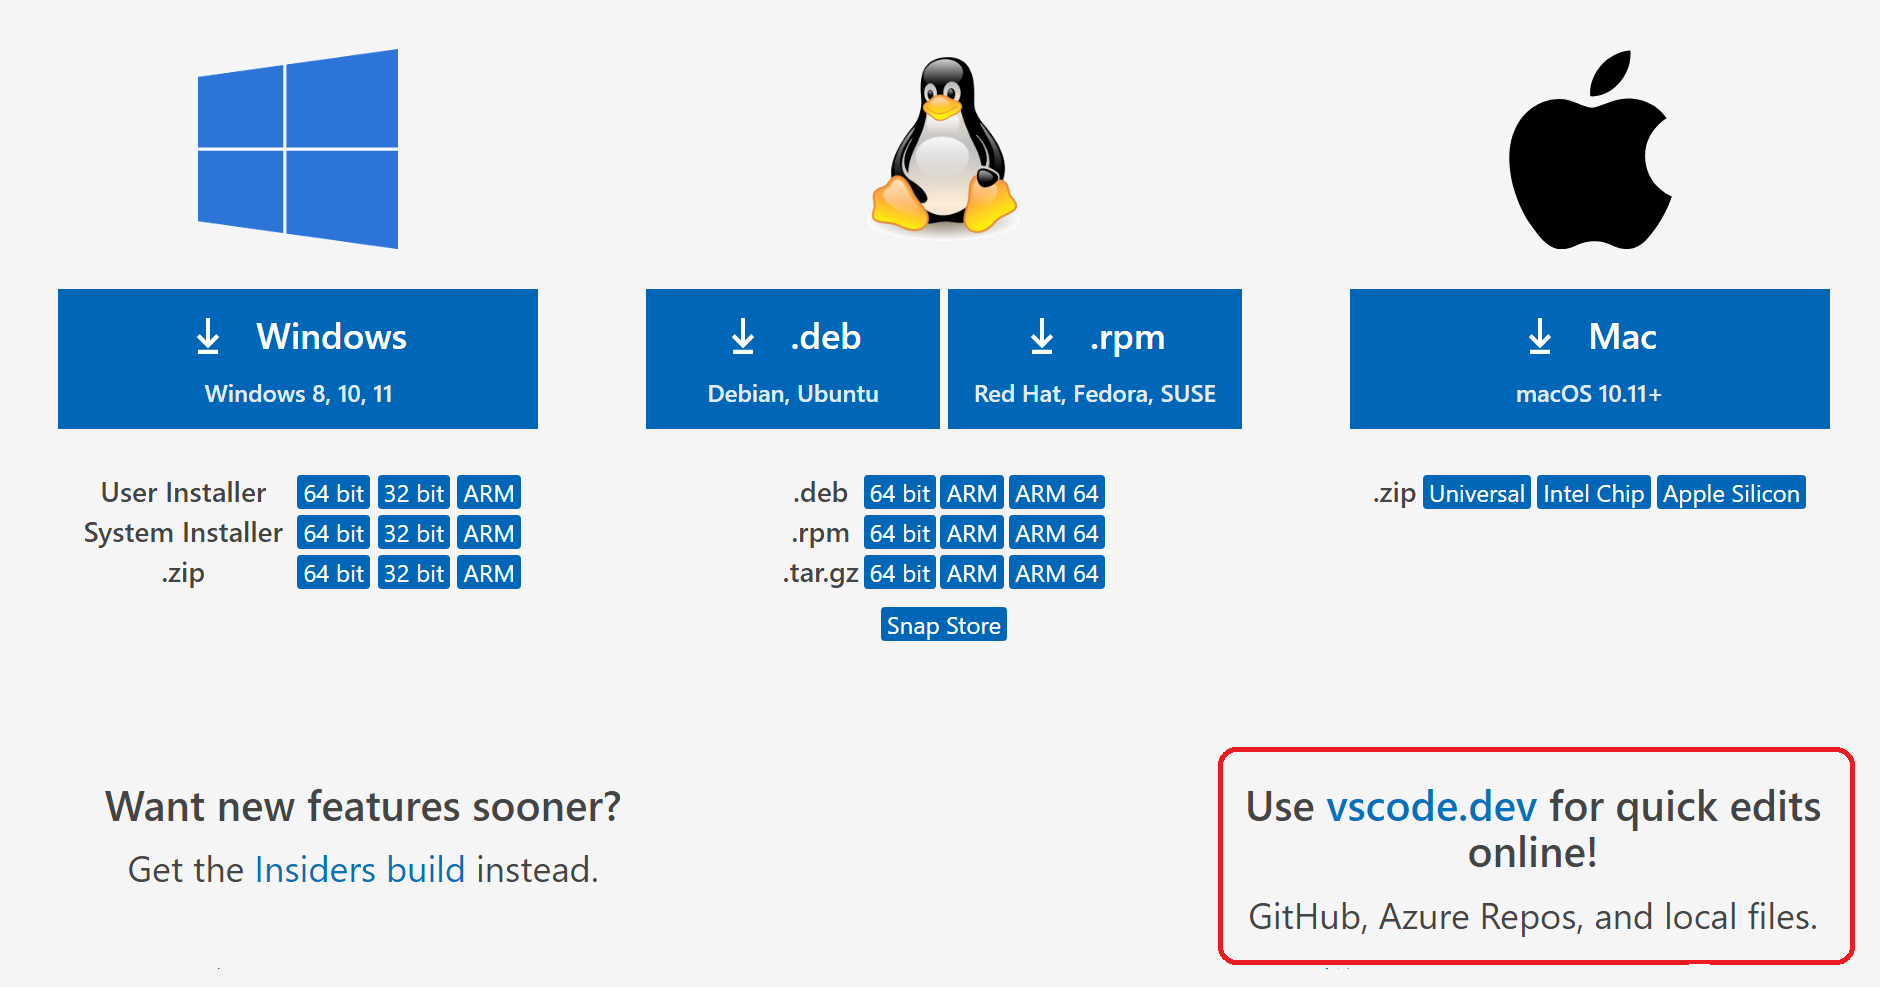 Windows
Windows 8, 10, 11
User Installer 64 bit 32 bit ARM
System Installer 64 bit 32 bit ARM
.zip 64 bit 32 bit ARM
.deb
Debian, Ubuntu
.rpm
Red Hat, Fedora, SUSE
.deb 64 bit ARM ARM 64
.rpm 64 bit ARM ARM 64
.tar.gz 64 bit ARM ARM 64
Snap Store
Mac
macOS 10.11+
.zip Universal Intel Chip Apple Silicon
Want new features sooner?
Get the Insiders build instead.
Use vscode.dev for quick edits
online!
GitHub, Azure Repos, and local files.